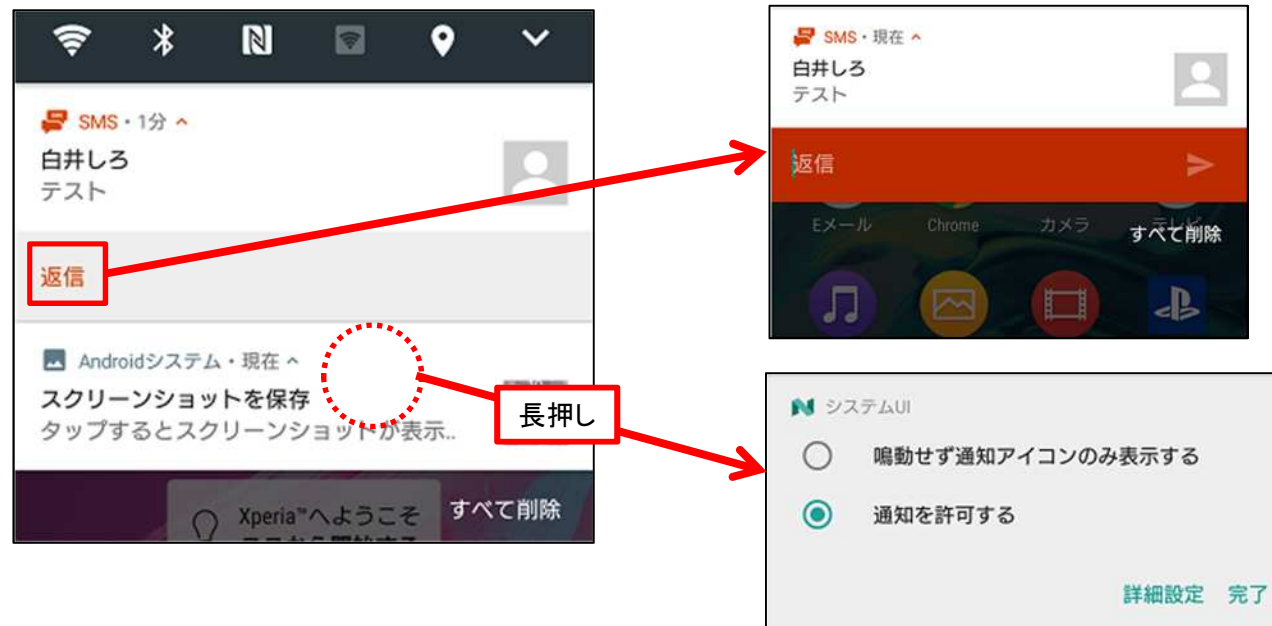 SMS・1分
白井しろ
テスト
返信
Androidシステム・現在
スクリーンショットを保存
タップするとスクリーンショットが表示..
Xperia™へようこそ
すべて削除
長押し
SMS・現在
白井しろ
テスト
返信
Eメール
Chrome
カメラ
テレビ
すべて削除
システムUI
鳴動せず通知アイコンのみ表示する
通知を許可する
詳細設定
完了